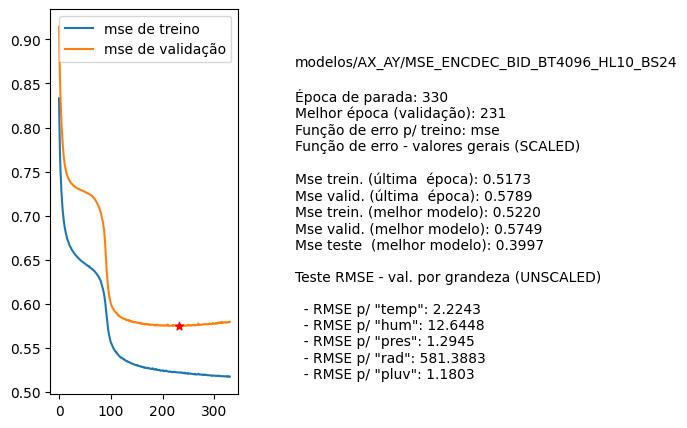 mse de treino
mse de validação
0.90
0.85
0.80
0.75
0.70
0.65
0.60
0.55
0.50
0
100
200
300
modelos/AX_AY/MSE_ENCDEC_BID_BT4096_HL10_BS24
Época de parada: 330
Melhor época (validação): 231
Função de erro p/ treino: mse
Função de erro - valores gerais (SCALED)
Mse trein. (última  época): 0.5173
Mse valid. (última  época): 0.5789
Mse trein. (melhor modelo): 0.5220
Mse valid. (melhor modelo): 0.5749
Mse teste  (melhor modelo): 0.3997
Teste RMSE - val. por grandeza (UNSCALED)
- RMSE p/ "temp": 2.2243
- RMSE p/ "hum": 12.6448
- RMSE p/ "pres": 1.2945
- RMSE p/ "rad": 581.3883
- RMSE p/ "pluv": 1.1803